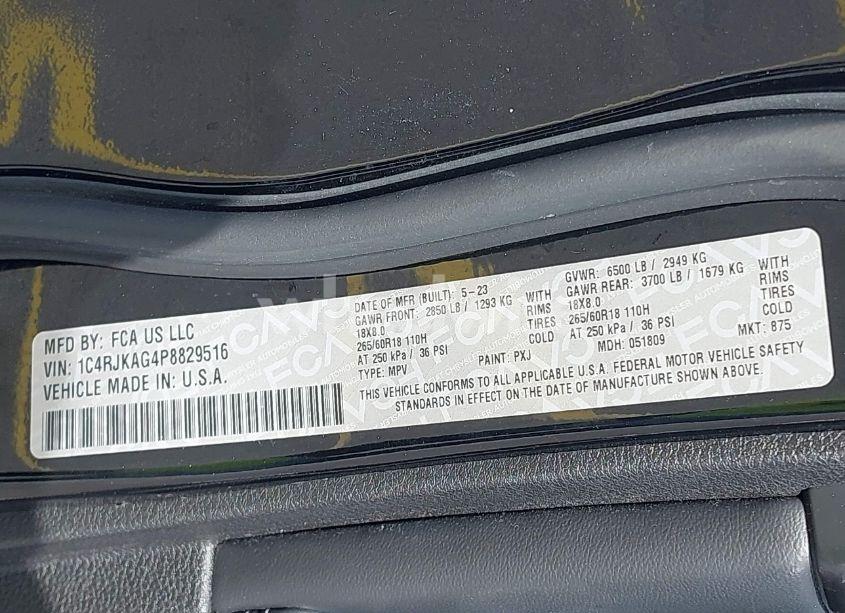 MFD BY: FCA US LLC
VIN: 1C4RJKAG4P8829516
VEHICLE MADE IN: U.S.A.
DATE OF MFR (BUILT): 5-23
GAWR FRONT: 2850 LB / 1293 KG WITH
18X8.0 RIMS
265/60R18 110H TIRES
AT 250 kPa / 36 PSI COLD
TYPE: MPV PAINT: PXJ
GVWR: 6500 LB / 2949 KG
GAWR REAR: 3700 LB / 1679 KG WITH
18X8.0 RIMS
265/60R18 110H TIRES
AT 250 kPa / 36 PSI COLD
MDH: 051809 MKT: 875
THIS VEHICLE CONFORMS TO ALL APPLICABLE U.S.A. FEDERAL MOTOR VEHICLE SAFETY
STANDARDS IN EFFECT ON THE DATE OF MANUFACTURE SHOWN ABOVE.